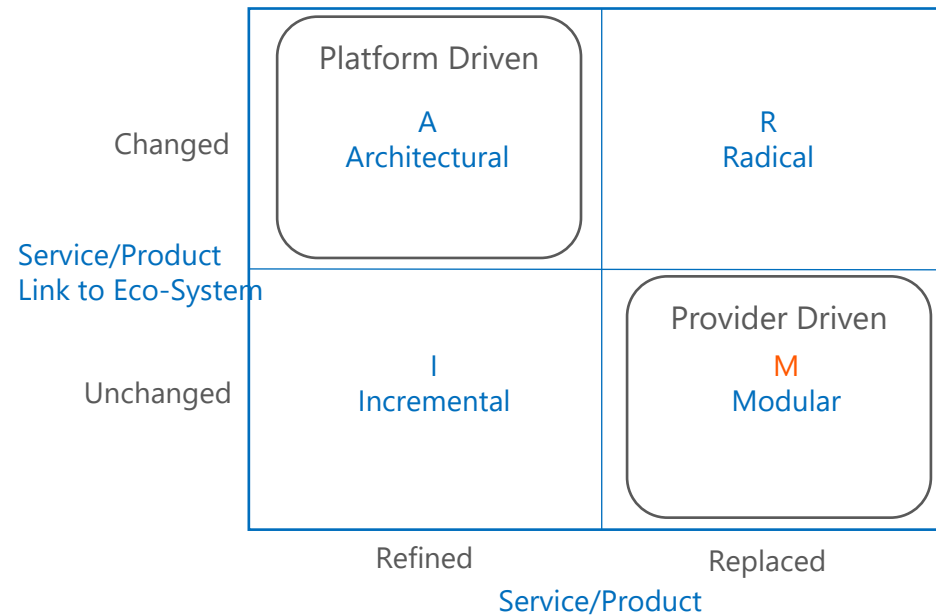 Platform Driven
A
Architectural
R
Radical
Changed
Service/Product
Link to Eco-System
Provider Driven
I
Incremental
M
Modular
Unchanged
Refined
Replaced
Service/Product